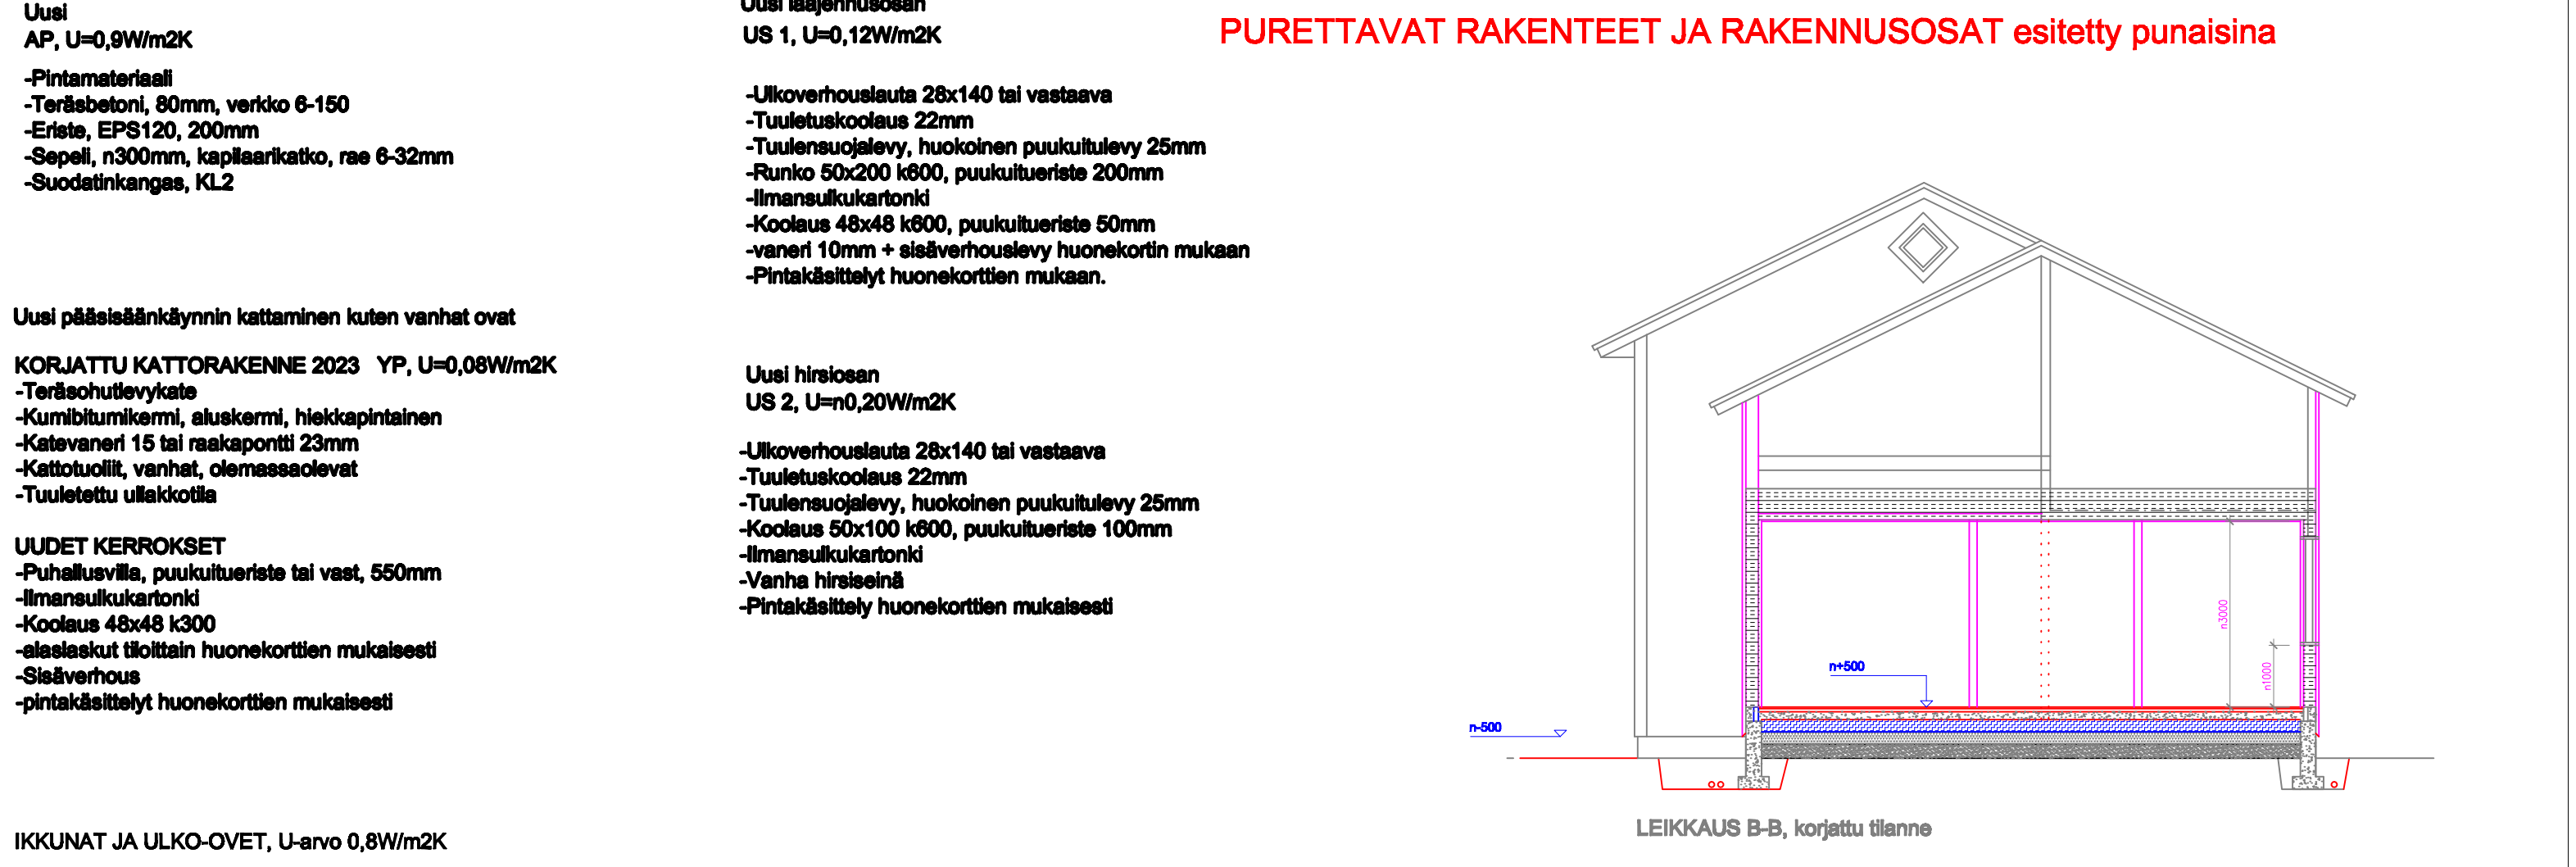 Uusi
AP, U=0,9W/m2K
-Pintamateriaali
-Teräsbetoni, 80mm, verkko 6-150
-Eriste, EPS120, 200mm
-Sepeli, n300mm, kapilaarikatko, rae 6-32mm
-Suodatinkangas, KL2
Uusi pääsisäänkäynnin kattaminen kuten vanhat ovat
KORJATTU KATTORAKENNE 2023 YP, U=0,08W/m2K
-Teräsohutlevykate
-Kumibitumikermi, aluskermi, hiekkapintainen
-Katevaneri 15 tai raakapontti 23mm
-Kattotuoliit, vanhat, olemassaolevat
-Tuuletettu ullakkotila
UUDET KERROKSET
-Puhallusvilla, puukuitueriste tai vast, 550mm
-Ilmansulkukartonki
-Koolaus 48x48 k300
-alaslaskut tiloittain huonekorttien mukaisesti
-Sisäverhous
-pintakäsittelyt huonekorttien mukaisesti
IKKUNAT JA ULKO-OVET, U-arvo 0,8W/m2K
Uusi laajennusosan
US 1, U=0,12W/m2K
-Ulkoverhouslauta 28x140 tai vastaava
-Tuuletuskoolaus 22mm
-Tuulensuojalevy, huokoinen puukuitulevy 25mm
-Runko 50x200 k600, puukuitueriste 200mm
-Ilmansulkukartonki
-Koolaus 48x48 k600, puukuitueriste 50mm
-vaneri 10mm + sisäverhouslevy huonekortin mukaan
-Pintakäsittelyt huonekorttien mukaan.
Uusi hirsiosan
US 2, U=n0,20W/m2K
-Ulkoverhouslauta 28x140 tai vastaava
-Tuuletuskoolaus 22mm
-Tuulensuojalevy, huokoinen puukuitulevy 25mm
-Koolaus 50x100 k600, puukuitueriste 100mm
-Ilmansulkukartonki
-Vanha hirsiseinä
-Pintakäsittely huonekorttien mukaisesti
PURETTAVAT RAKENTEET JA RAKENNUSOSAT esitetty punaisina
n3000
n+500
n1000
n-500
LEIKKAUS B-B, korjattu tilanne